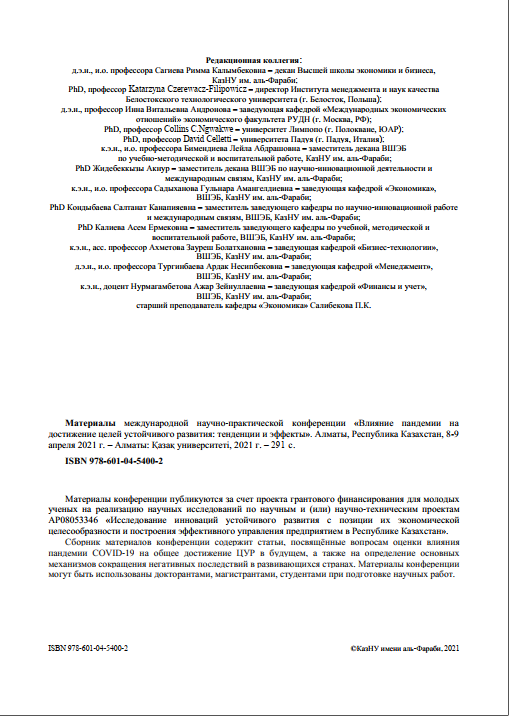 Редакционная коллегия:
д.э.н., и.о. профессора Сагиева Римма Калымбековна – декан Высшей школы экономики и бизнеса,
КазНУ им. аль-Фараби;
PhD, professor Katarzyna Czerewacz-Filipowicz – директор Института менеджмента и наук качества
Белостокского технологического университета (г. Белосток, Польша);
д.э.н., профессор Инна Витальевна Андронова – заведующая кафедрой «Международных экономических
отношений» экономического факультета РУДН (г. Москва, РФ);
PhD, профессор Collins C.Ngwakwe – университет Лимпопо (г. Полокване, ЮАР);
PhD, профессор David Celletti – университета Падуя (г. Падуя, Италия);
к.э.н., и.о. профессора Бимендиева Лейла Абдрашовна – заместитель декана ВШЭБ
по учебно-методической и воспитательной работе, КазНУ им. аль-Фараби;
PhD Жидебеккызы Акнур – заместитель декана ВШЭБ по научно-инновационной деятельности и
международным связям, КазНУ им. аль-Фараби;
к.э.н., и.о. профессора Садыханова Гульнара Амангелдиевна – заведующая кафедрой «Экономика»,
ВШЭБ, КазНУ им. аль-Фараби;
PhD Кондыбаева Салтанат Канапияевна – заместитель заведующего кафедры по научно-инновационной работе
и международным связям, ВШЭБ, КазНУ им. аль-Фараби;
PhD Калиева Асем Ермековна – заместитель заведующего кафедры по учебной, методической и
воспитательной работе, ВШЭБ, КазНУ им. аль-Фараби;
к.э.н., асс. профессор Ахметова Зауреш Болатхановна – заведующая кафедрой «Бизнес-технологии»,
ВШЭБ, КазНУ им. аль-Фараби;
д.э.н., и.о. профессора Тургинбаева Ардак Несипбековна – заведующая кафедрой «Менеджмент»,
ВШЭБ, КазНУ им. аль-Фараби;
к.э.н., доцент Нурмагамбетова Ажар Зейнуллаевна – заведующая кафедрой «Финансы и учет»,
ВШЭБ, КазНУ им. аль-Фараби;
старший преподаватель кафедры «Экономика» Салибекова П.К.
Материалы международной научно-практической конференции «Влияние пандемии на
достижение целей устойчивого развития: тенденции и эффекты». Алматы, Республика Казахстан, 8-9
апреля 2021 г. – Алматы: Қазақ университеті, 2021 г. – 291 с.
ISBN 978-601-04-5400-2
Материалы конференции публикуются за счет проекта грантового финансирования для молодых
ученых на реализацию научных исследований по научным и (или) научно-техническим проектам
AP08053346 «Исследование инноваций устойчивого развития с позиции их экономической
целесообразности и построения эффективного управления предприятием в Республике Казахстан».
Сборник материалов конференции содержит статьи, посвящённые вопросам оценки влияния
пандемии COVID-19 на общее достижение ЦУР в будущем, а также на определение основных
механизмов сокращения негативных последствий в развивающихся странах. Материалы конференции
могут быть использованы докторантами, магистрантами, студентами при подготовке научных работ.
ISBN 978-601-04-5400-2 ©КазНУ имени аль-Фараби, 2021